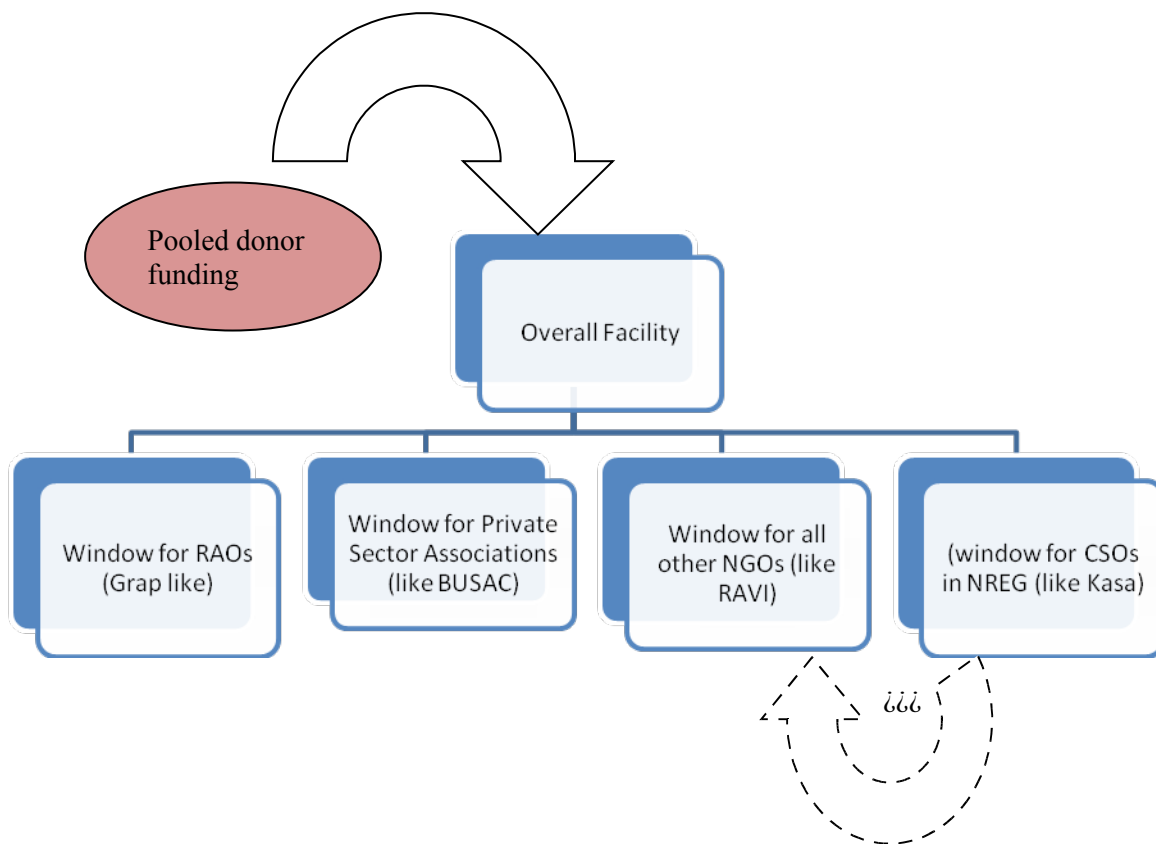 Pooled donor
funding
Overall Facility
Window for RAOs
(Grap like)
Window for Private
Sector Associations
(like BUSAC)
Window for all
other NGOs (like
RAVI)
(window for CSOs
in NREG (like Kasa)
¿¿¿